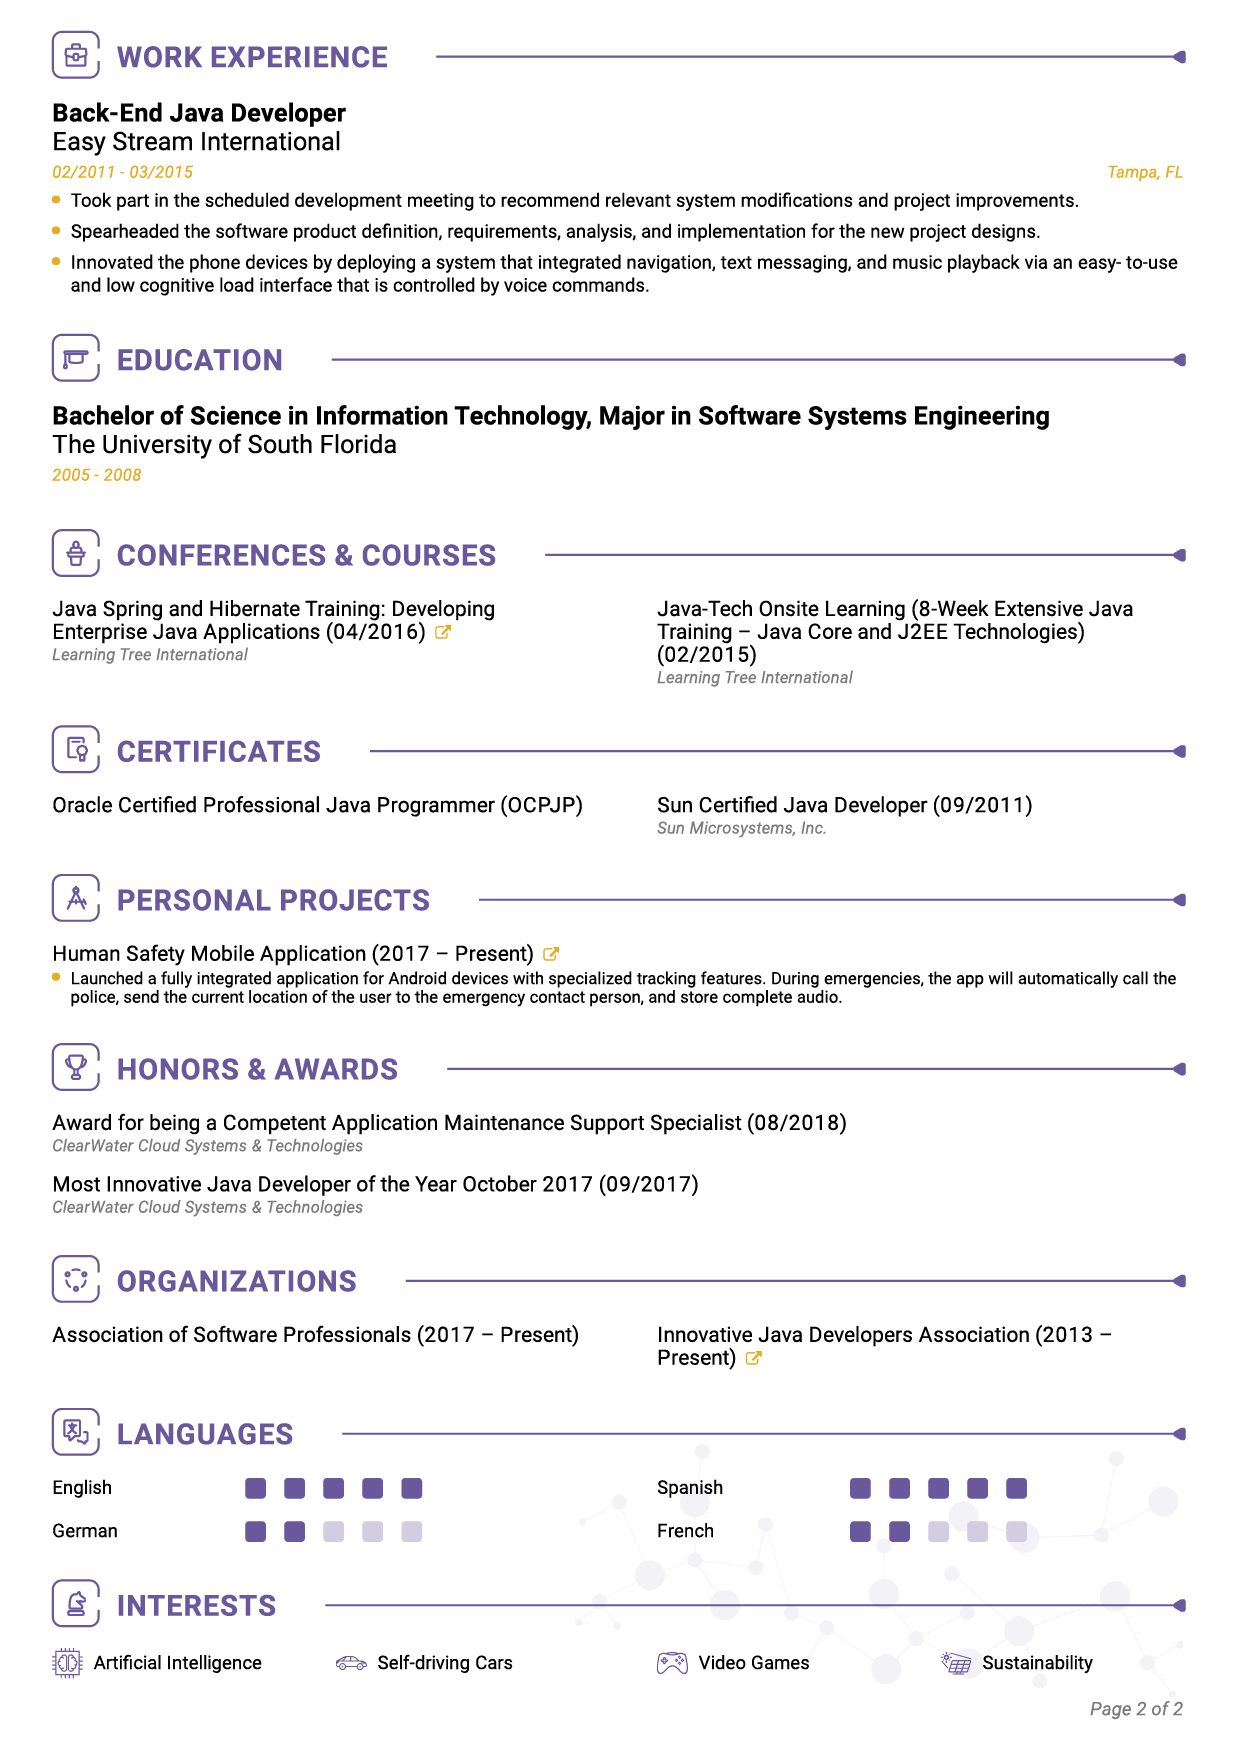 WORK EXPERIENCE
Back-End Java Developer
Easy Stream International
02/2011 - 03/2015 Tampa, FL
Took part in the scheduled development meeting to recommend relevant system modifications and project improvements.
Spearheaded the software product definition, requirements, analysis, and implementation for the new project designs.
Innovated the phone devices by deploying a system that integrated navigation, text messaging, and music playback via an easy- to-use
and low cognitive load interface that is controlled by voice commands.
EDUCATION
Bachelor of Science in Information Technology, Major in Software Systems Engineering
The University of South Florida
2005 - 2008
CONFERENCES & COURSES
Java Spring and Hibernate Training: Developing
Enterprise Java Applications (04/2016)
Learning Tree International
Java-Tech Onsite Learning (8-Week Extensive Java
Training – Java Core and J2EE Technologies)
(02/2015)
Learning Tree International
CERTIFICATES
Oracle Certified Professional Java Programmer (OCPJP)
Sun Certified Java Developer (09/2011)
Sun Microsystems, Inc.
PERSONAL PROJECTS
Human Safety Mobile Application (2017 – Present)
Launched a fully integrated application for Android devices with specialized tracking features. During emergencies, the app will automatically call the
police, send the current location of the user to the emergency contact person, and store complete audio.
HONORS & AWARDS
Award for being a Competent Application Maintenance Support Specialist (08/2018)
ClearWater Cloud Systems & Technologies
Most Innovative Java Developer of the Year October 2017 (09/2017)
ClearWater Cloud Systems & Technologies
ORGANIZATIONS
Association of Software Professionals (2017 – Present)
Innovative Java Developers Association (2013 –
Present)
LANGUAGES
English
Spanish
German
French
INTERESTS
Artificial Intelligence
Self-driving Cars
Video Games
Sustainability
Page 2 of 2